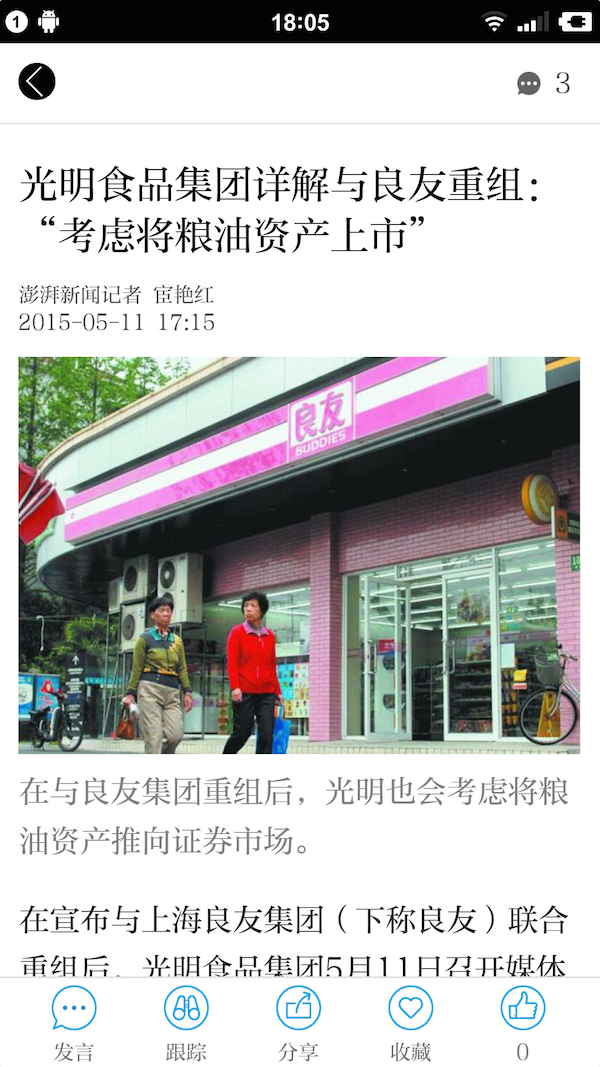 1
18:05
3
光明食品集团详解与良友重组：
“考虑将粮油资产上市”
澎湃新闻记者 宦艳红
2015-05-11 17:15
良友
BUDDIES
在与良友集团重组后，光明也会考虑将粮
油资产推向证券市场。
在宣布与上海良友集团（下称良友）联合
重组后，光明食品集团5月11日召开媒体
发言
跟踪
分享
收藏
0